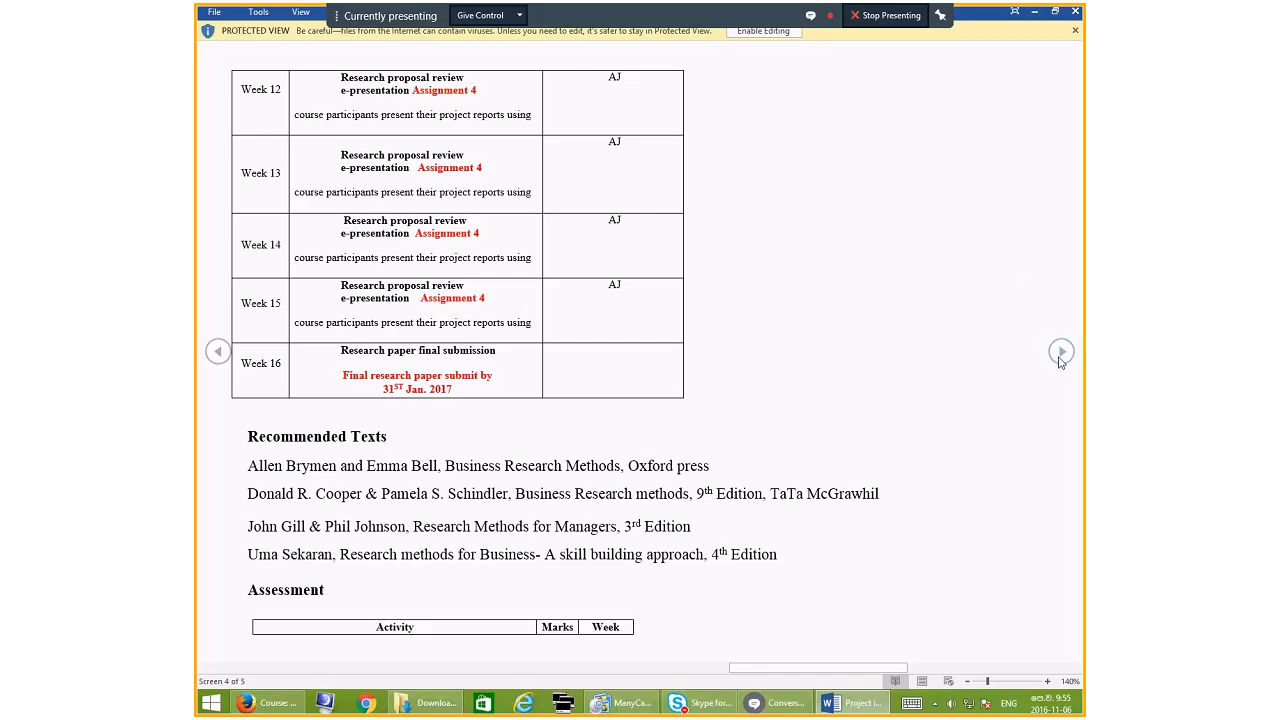 File Tools View
Currently presenting Give Control Stop Presenting
PROTECTED VIEW Be careful—files from the Internet can contain viruses. Unless you need to edit, it's safer to stay in Protected View. Enable Editing
Week 12
Research proposal review
e-presentation Assignment 4
course participants present their project reports using
AJ
Week 13
Research proposal review
e-presentation Assignment 4
course participants present their project reports using
AJ
Week 14
Research proposal review
e-presentation Assignment 4
course participants present their project reports using
AJ
Week 15
Research proposal review
e-presentation Assignment 4
course participants present their project reports using
AJ
Week 16
Research paper final submission
Final research paper submit by
31ST Jan. 2017
Recommended Texts
Allen Brymen and Emma Bell, Business Research Methods, Oxford press
Donald R. Cooper & Pamela S. Schindler, Business Research methods, 9th Edition, TaTa McGrawhil
John Gill & Phil Johnson, Research Methods for Managers, 3rd Edition
Uma Sekaran, Research methods for Business- A skill building approach, 4th Edition
Assessment
Activity Marks Week
Screen 4 of 5
140%
Course: ...
Downloa...
ManyCa...
Skype for...
Convers...
Project i...
ENG
පෙ.ව. 9:55
2016-11-06